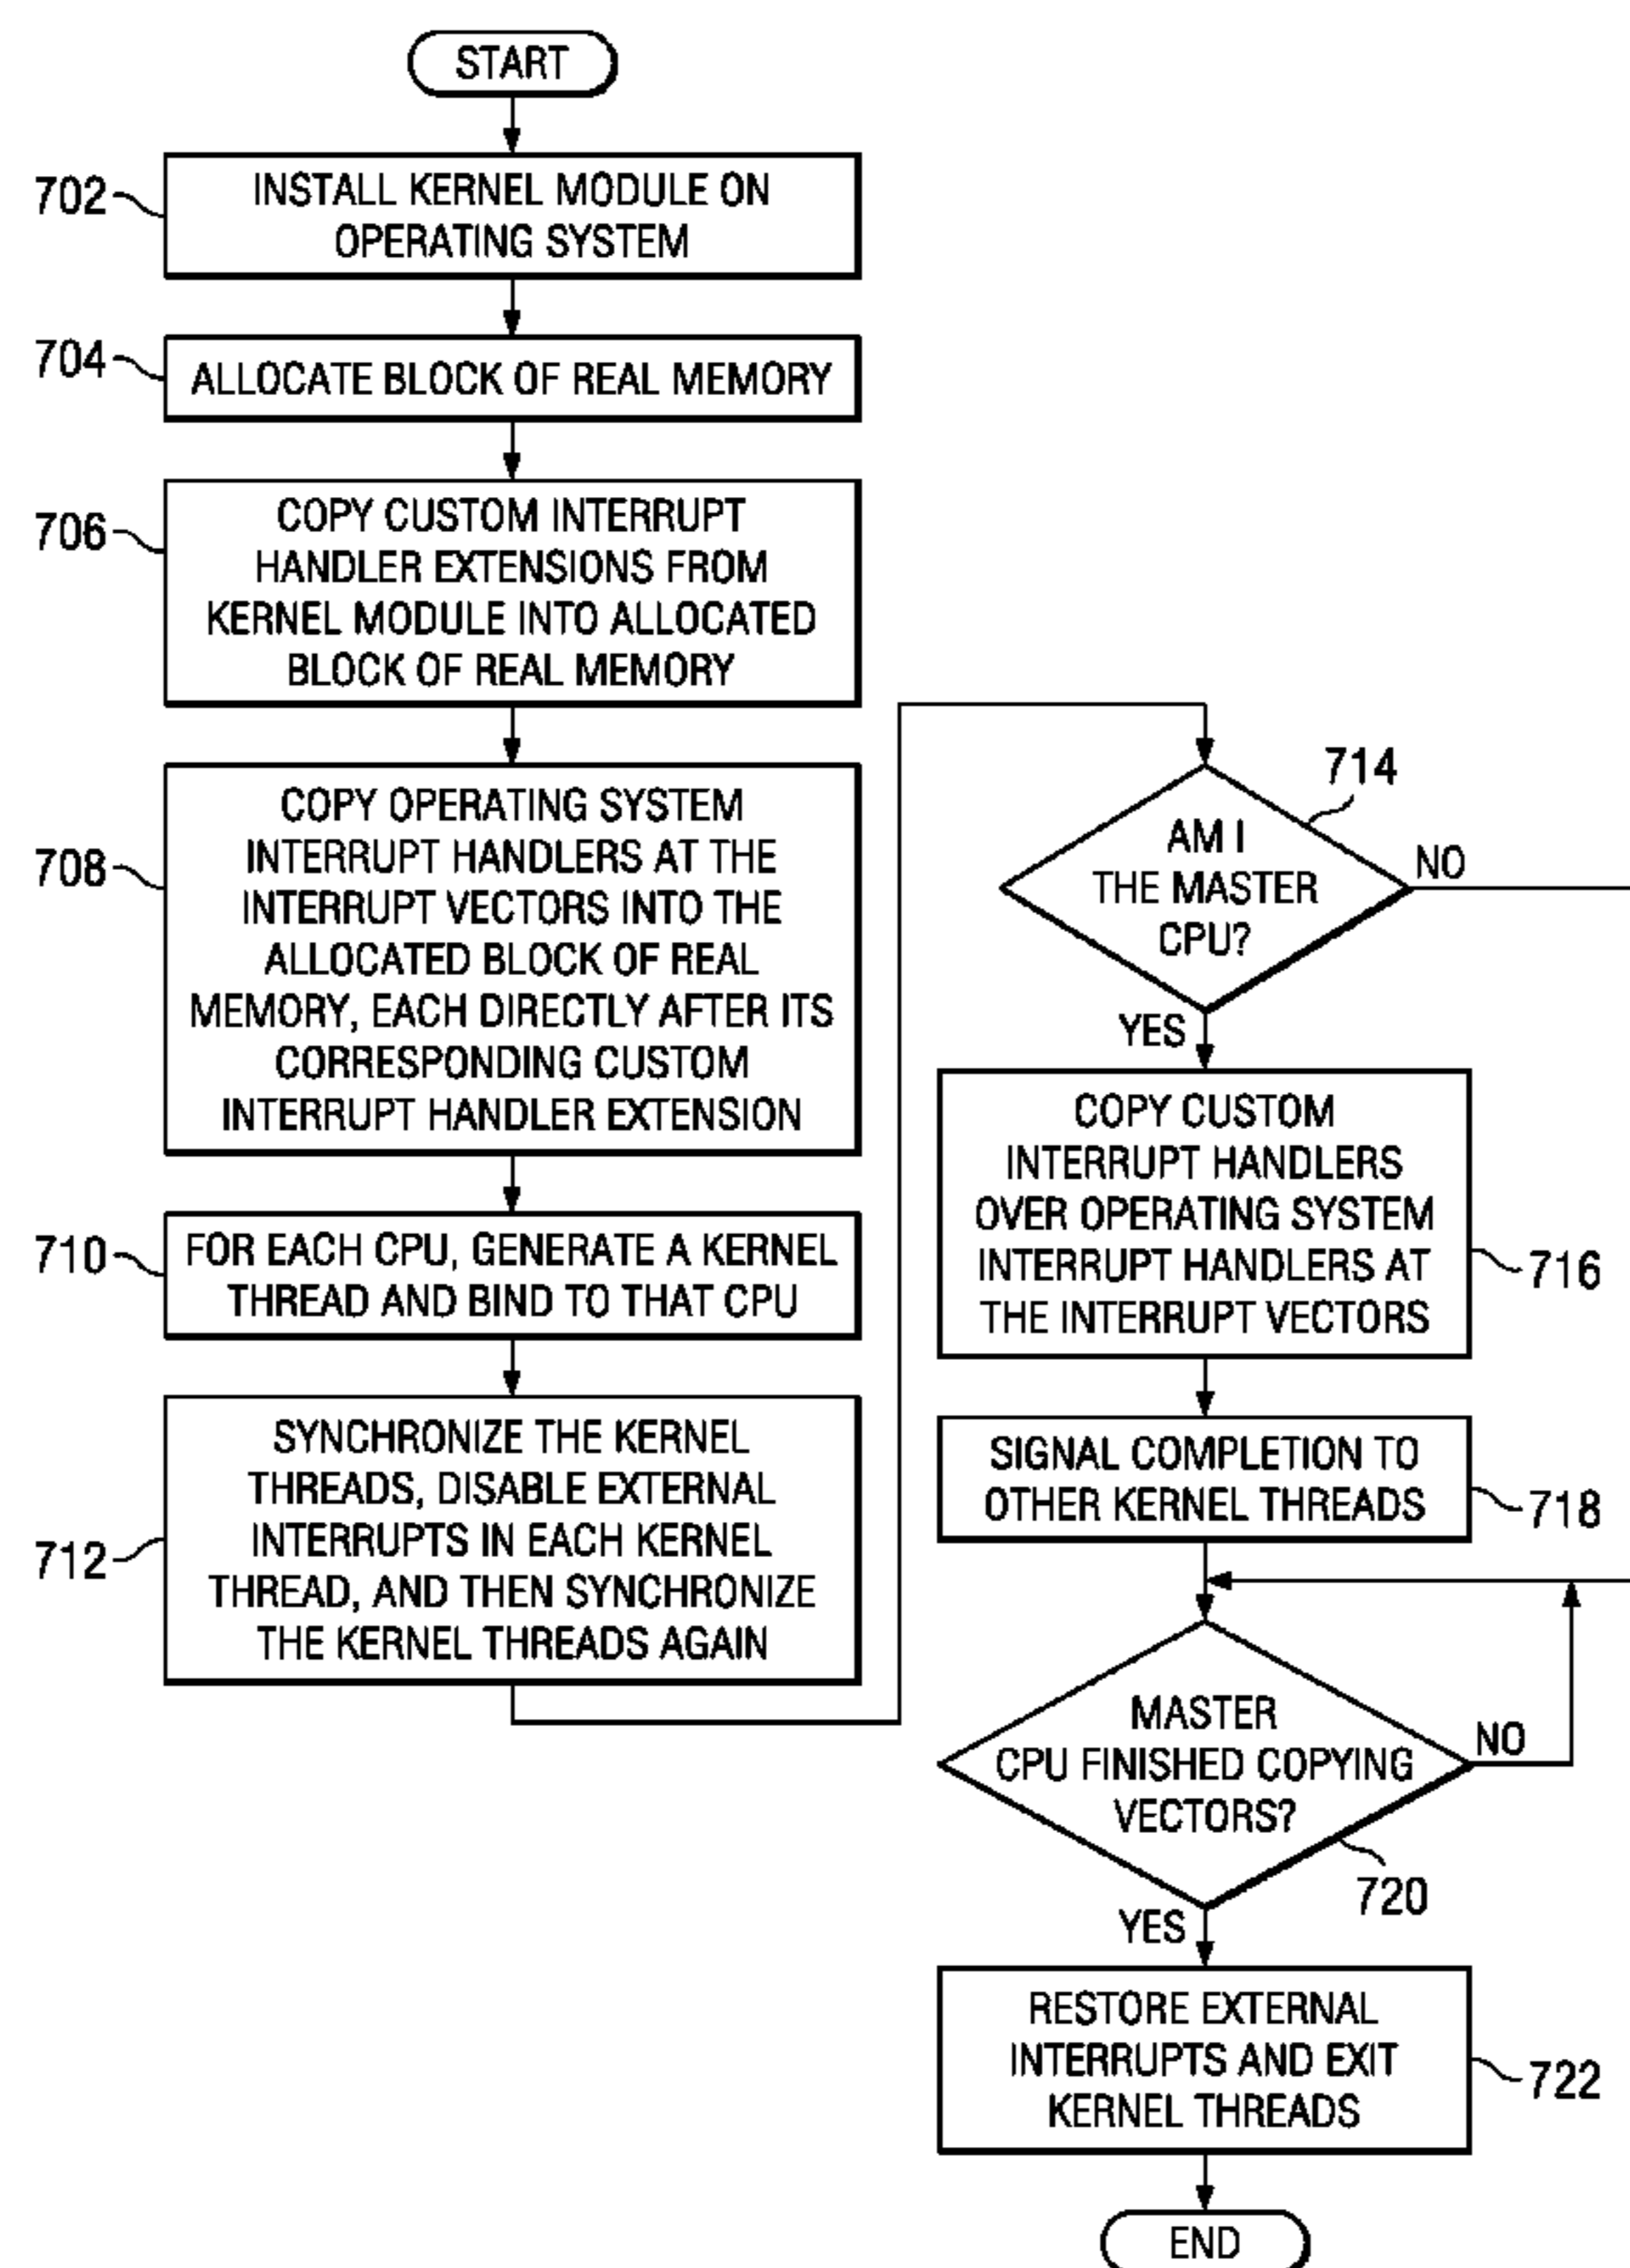 START
702
INSTALL KERNEL MODULE ON
OPERATING SYSTEM
704
ALLOCATE BLOCK OF REAL MEMORY
706
COPY CUSTOM INTERRUPT
HANDLER EXTENSIONS FROM
KERNEL MODULE INTO ALLOCATED
BLOCK OF REAL MEMORY
708
COPY OPERATING SYSTEM
INTERRUPT HANDLERS AT THE
INTERRUPT VECTORS INTO THE
ALLOCATED BLOCK OF REAL
MEMORY, EACH DIRECTLY AFTER ITS
CORRESPONDING CUSTOM
INTERRUPT HANDLER EXTENSION
710
FOR EACH CPU, GENERATE A KERNEL
THREAD AND BIND TO THAT CPU
712
SYNCHRONIZE THE KERNEL
THREADS, DISABLE EXTERNAL
INTERRUPTS IN EACH KERNEL
THREAD, AND THEN SYNCHRONIZE
THE KERNEL THREADS AGAIN
714
AM I
THE MASTER
CPU?
NO
YES
COPY CUSTOM
INTERRUPT HANDLERS
OVER OPERATING SYSTEM
INTERRUPT HANDLERS AT
THE INTERRUPT VECTORS
716
SIGNAL COMPLETION TO
OTHER KERNEL THREADS
718
MASTER
CPU FINISHED COPYING
VECTORS?
NO
720
YES
RESTORE EXTERNAL
INTERRUPTS AND EXIT
KERNEL THREADS
722
END